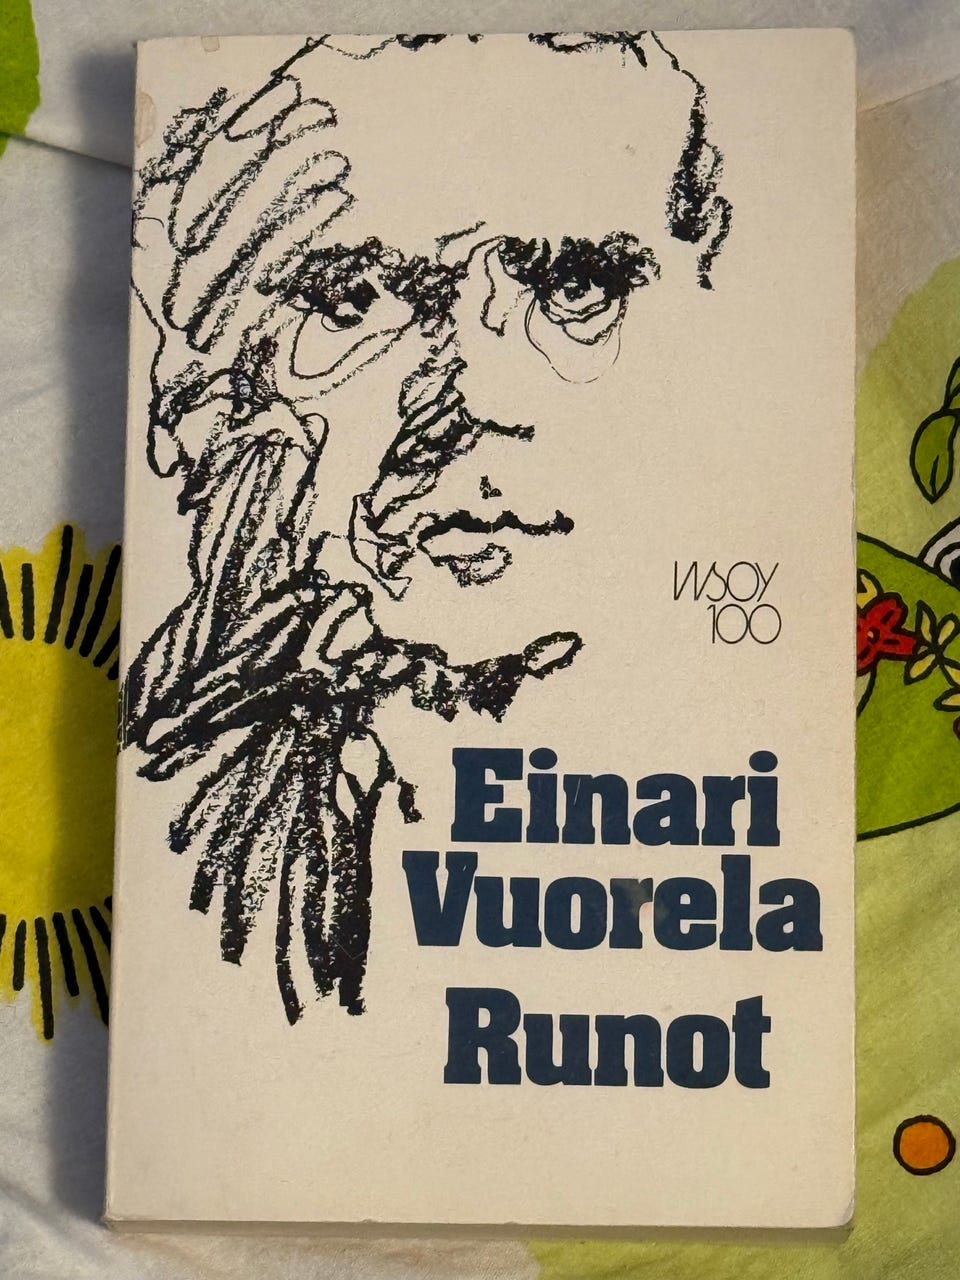 WSOY
100
Einari
Vuorela
Runot